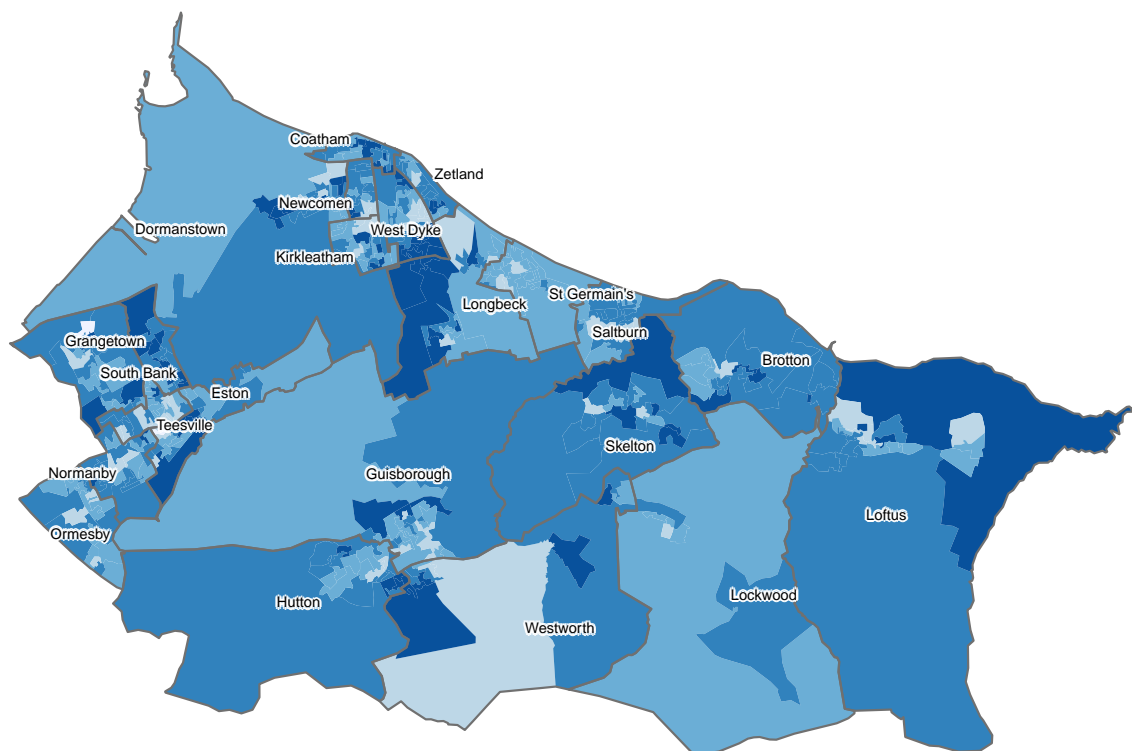 Coatham
Zetland
Newcomen
Dormanstown
West Dyke
Kirkleatham
St Germain's
Longbeck
Saltburn
Grangetown
Brotton
South Bank
Eston
Teesville
Skelton
Normanby
Guisborough
Loftus
Ormesby
Lockwood
Hutton
Westworth